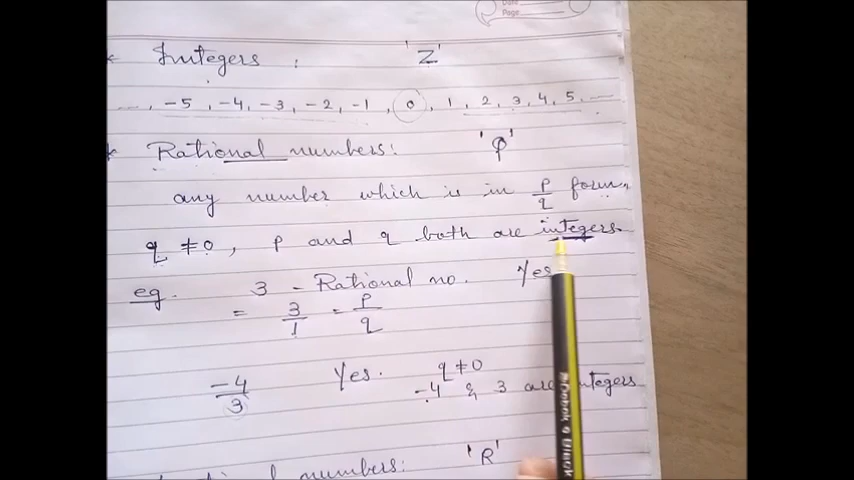 Date
Page
* Integers : 'Z'
..., -5, -4, -3, -2, -1, 0, 1, 2, 3, 4, 5, ...
* Rational numbers: 'Q'
any number which is in p/q form,
q ≠ 0, p and q both are integers.
eg. 3 - Rational no. Yes
= 3/1 = p/q
-4/3 Yes. q ≠ 0
-4 & 3 are integers
numbers: 'R'